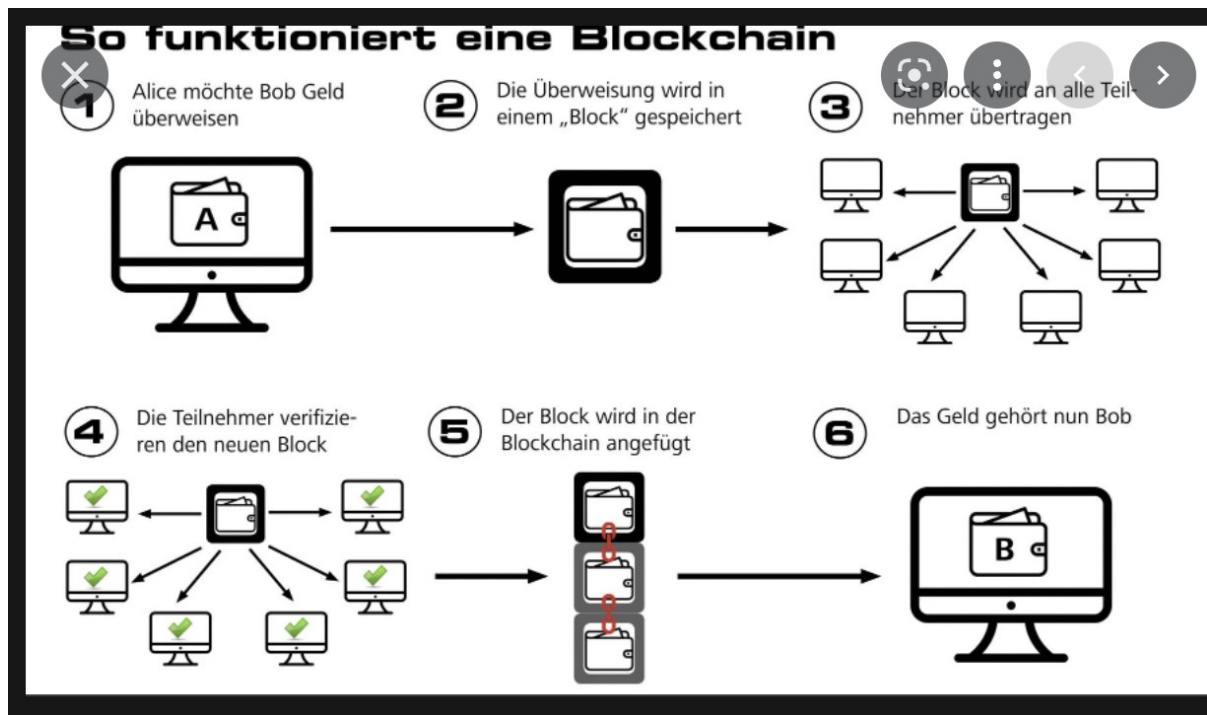 So funktioniert eine Blockchain
1
Alice möchte Bob Geld
überweisen
2
Die Überweisung wird in
einem „Block“ gespeichert
3
Der Block wird an alle Teil-
nehmer übertragen
A
4
Die Teilnehmer verifizie-
ren den neuen Block
5
Der Block wird in der
Blockchain angefügt
6
Das Geld gehört nun Bob
B